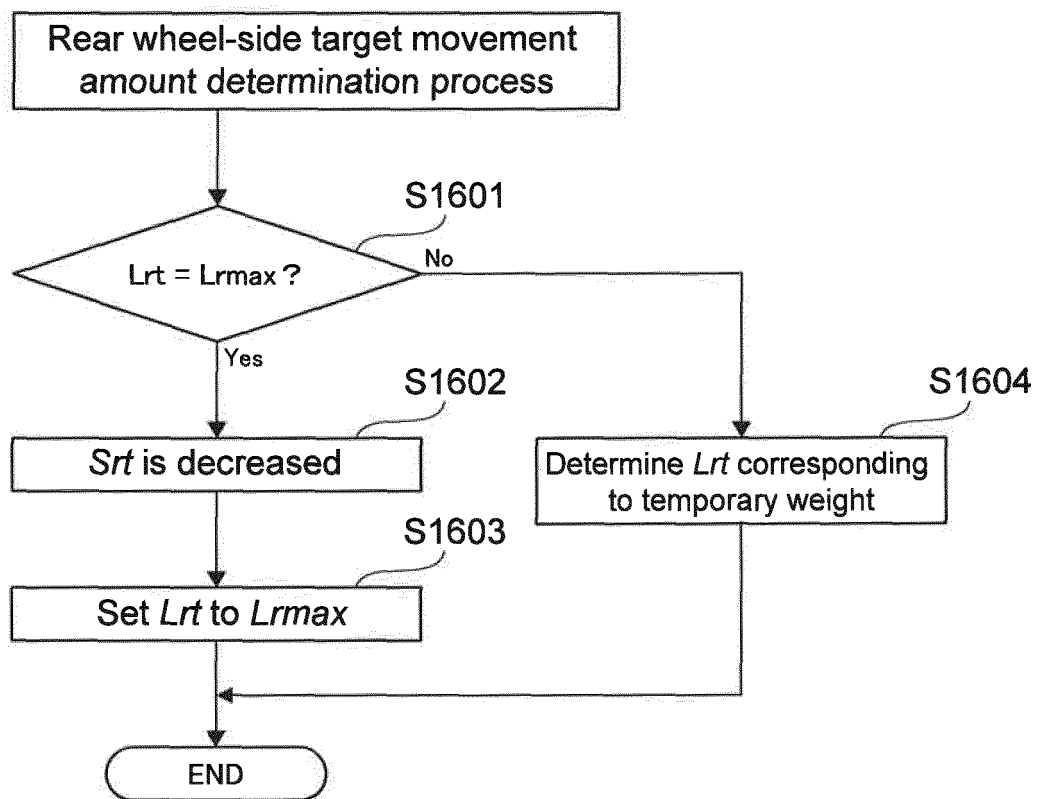 Rear wheel-side target movement
amount determination process
S1601
Lrt = Lrmax ?
No
Yes
S1602
Srt is decreased
S1604
Determine Lrt corresponding
to temporary weight
S1603
Set Lrt to Lrmax
END